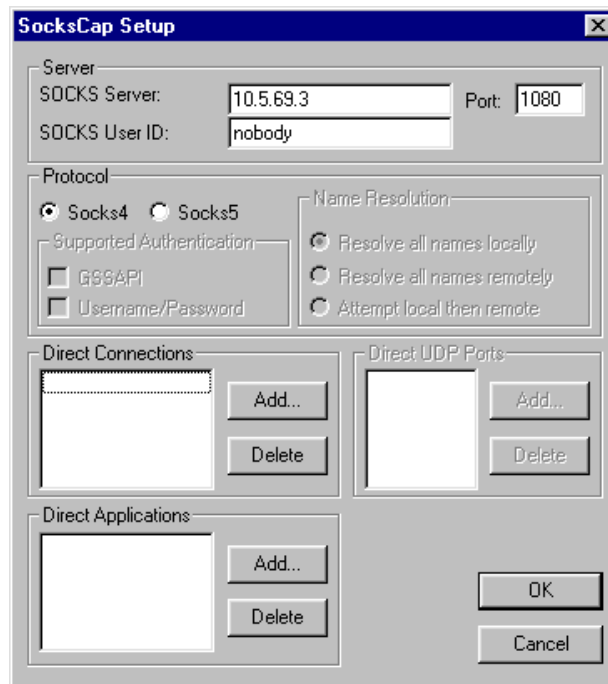 SocksCap Setup
Server
SOCKS Server: 10.5.69.3 Port: 1080
SOCKS User ID: nobody
Protocol
Socks4 Socks5
Name Resolution
Supported Authentication
Resolve all names locally
GSSAPI
Resolve all names remotely
Username/Password
Attempt local then remote
Direct Connections
Direct UDP Ports
Add...
Add...
Delete
Delete
Direct Applications
Add...
OK
Delete
Cancel